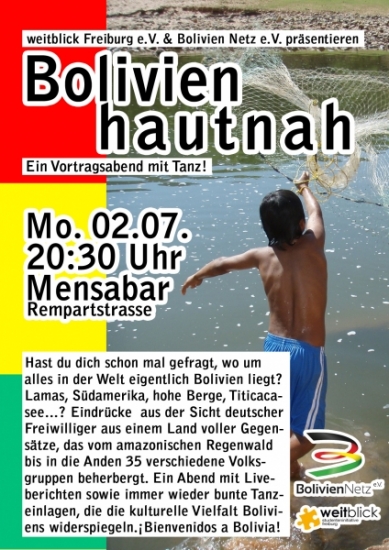 weitblick Freiburg e.V. & Bolivien Netz e.V. präsentieren
Bolivien
hautnah
Ein Vortragsabend mit Tanz!
Mo. 02.07.
20:30 Uhr
Mensabar
Rempartstrasse
Hast du dich schon mal gefragt, wo um
alles in der Welt eigentlich Bolivien liegt?
Lamas, Südamerika, hohe Berge, Titicaca-
see...? Eindrücke aus der Sicht deutscher
Freiwilliger aus einem Land voller Gegen-
sätze, das vom amazonischen Regenwald
bis in die Anden 35 verschiedene Volks-
gruppen beherbergt. Ein Abend mit Live-
berichten sowie immer wieder bunte Tanz-
einlagen, die die kulturelle Vielfalt Bolivi-
ens widerspiegeln.¡Bienvenidos a Bolivia!
BolivienNetz e.V
weitblick
studenteninitiative
freiburg